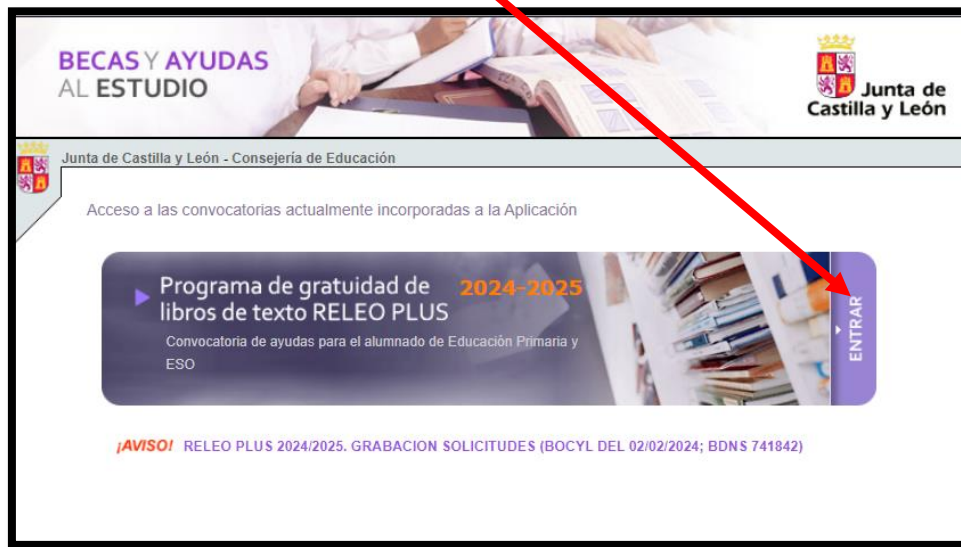 BECAS Y AYUDAS
AL ESTUDIO
Junta de
Castilla y León
Junta de Castilla y León - Consejería de Educación
Acceso a las convocatorias actualmente incorporadas a la Aplicación
Programa de gratuidad de 2024-2025
libros de texto RELEO PLUS
Convocatoria de ayudas para el alumnado de Educación Primaria y
ESO
ENTRAR
¡AVISO! RELEO PLUS 2024/2025. GRABACION SOLICITUDES (BOCYL DEL 02/02/2024; BDNS 741842)